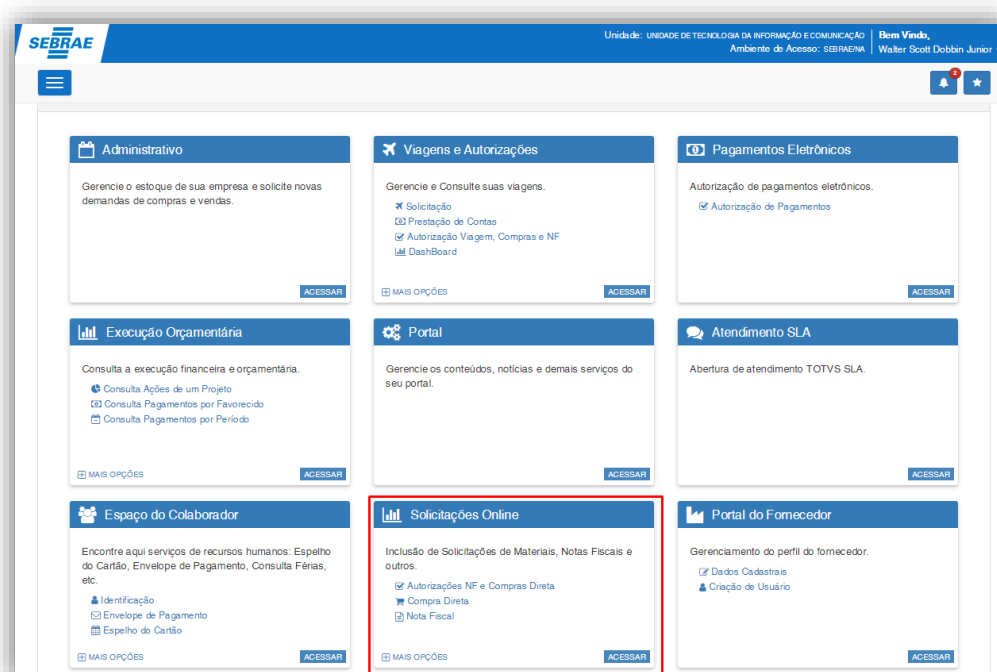 SEBRAE
Unidade: UNIDADE DE TECNOLOGIA DA INFORMAÇÃO E COMUNICAÇÃO
Ambiente de Acesso: SEBRAE/NA
Bem Vindo,
Walter Scott Dobbin Junior
2
Administrativo
Gerencie o estoque de sua empresa e solicite novas
demandas de compras e vendas.
ACESSAR
Viagens e Autorizações
Gerencie e Consulte suas viagens.
Solicitação
Prestação de Contas
Autorização Viagem, Compras e NF
DashBoard
MAIS OPÇÕES
ACESSAR
Pagamentos Eletrônicos
Autorização de pagamentos eletrônicos.
Autorização de Pagamentos
ACESSAR
Execução Orçamentária
Consulta a execução financeira e orçamentária.
Consulta Ações de um Projeto
Consulta Pagamentos por Favorecido
Consulta Pagamentos por Período
MAIS OPÇÕES
ACESSAR
Portal
Gerencie os conteúdos, notícias e demais serviços do
seu portal.
ACESSAR
Atendimento SLA
Abertura de atendimento TOTVS SLA.
ACESSAR
Espaço do Colaborador
Encontre aqui serviços de recursos humanos: Espelho
do Cartão, Envelope de Pagamento, Consulta Férias,
etc.
Identificação
Envelope de Pagamento
Espelho do Cartão
MAIS OPÇÕES
ACESSAR
Solicitações Online
Inclusão de Solicitações de Materiais, Notas Fiscais e
outros.
Autorizações NF e Compras Direta
Compra Direta
Nota Fiscal
MAIS OPÇÕES
ACESSAR
Portal do Fornecedor
Gerenciamento do perfil do fornecedor.
Dados Cadastrais
Criação de Usuário
ACESSAR